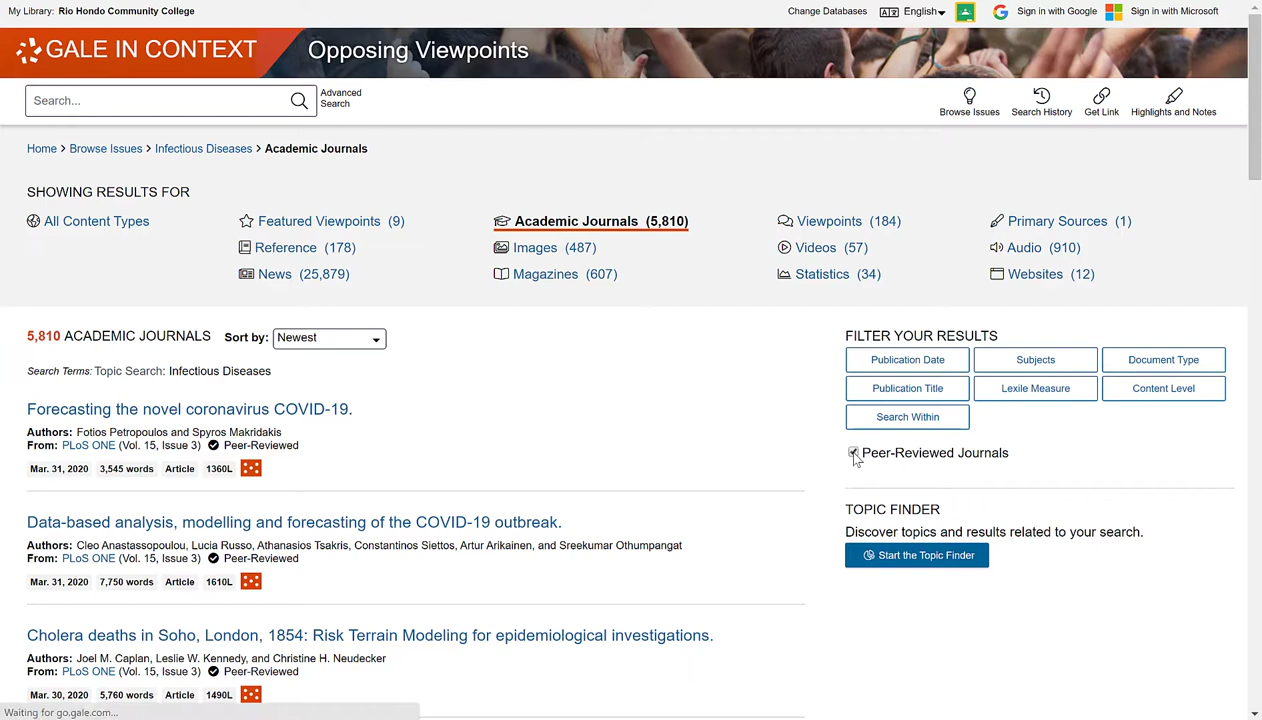 My Library: Rio Hondo Community College
Change Databases English Sign in with Google Sign in with Microsoft
GALE IN CONTEXT Opposing Viewpoints
Search...
Advanced
Search
Browse Issues Search History Get Link Highlights and Notes
Home > Browse Issues > Infectious Diseases > Academic Journals
SHOWING RESULTS FOR
All Content Types Featured Viewpoints (9) Academic Journals (5,810) Viewpoints (184) Primary Sources (1)
Reference (178) Images (487) Videos (57) Audio (910)
News (25,879) Magazines (607) Statistics (34) Websites (12)
5,810 ACADEMIC JOURNALS Sort by: Newest
Search Terms: Topic Search: Infectious Diseases
Forecasting the novel coronavirus COVID-19.
Authors: Fotios Petropoulos and Spyros Makridakis
From: PLoS ONE (Vol. 15, Issue 3) Peer-Reviewed
Mar. 31, 2020 3,545 words Article 1360L
Data-based analysis, modelling and forecasting of the COVID-19 outbreak.
Authors: Cleo Anastassopoulou, Lucia Russo, Athanasios Tsakris, Constantinos Siettos, Artur Arikainen, and Sreekumar Othumpangat
From: PLoS ONE (Vol. 15, Issue 3) Peer-Reviewed
Mar. 31, 2020 7,750 words Article 1610L
Cholera deaths in Soho, London, 1854: Risk Terrain Modeling for epidemiological investigations.
Authors: Joel M. Caplan, Leslie W. Kennedy, and Christine H. Neudecker
From: PLoS ONE (Vol. 15, Issue 3) Peer-Reviewed
Mar. 30, 2020 5,760 words Article 1490L
FILTER YOUR RESULTS
Publication Date Subjects Document Type
Publication Title Lexile Measure Content Level
Search Within
Peer-Reviewed Journals
TOPIC FINDER
Discover topics and results related to your search.
Start the Topic Finder
Waiting for go.gale.com...